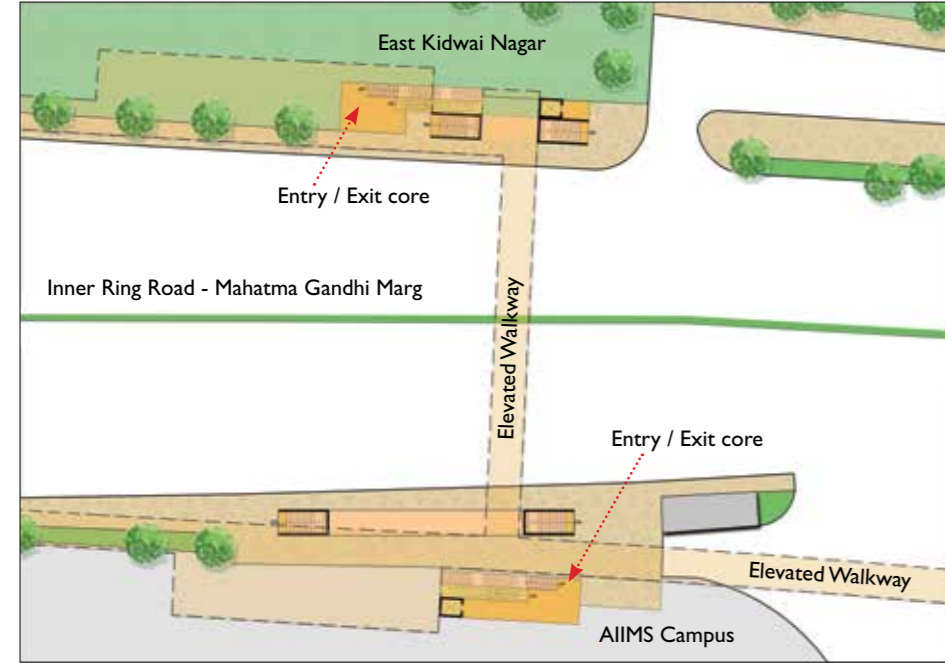 East Kidwai Nagar
Entry / Exit core
Inner Ring Road - Mahatma Gandhi Marg
Elevated Walkway
Entry / Exit core
Elevated Walkway
AIIMS Campus